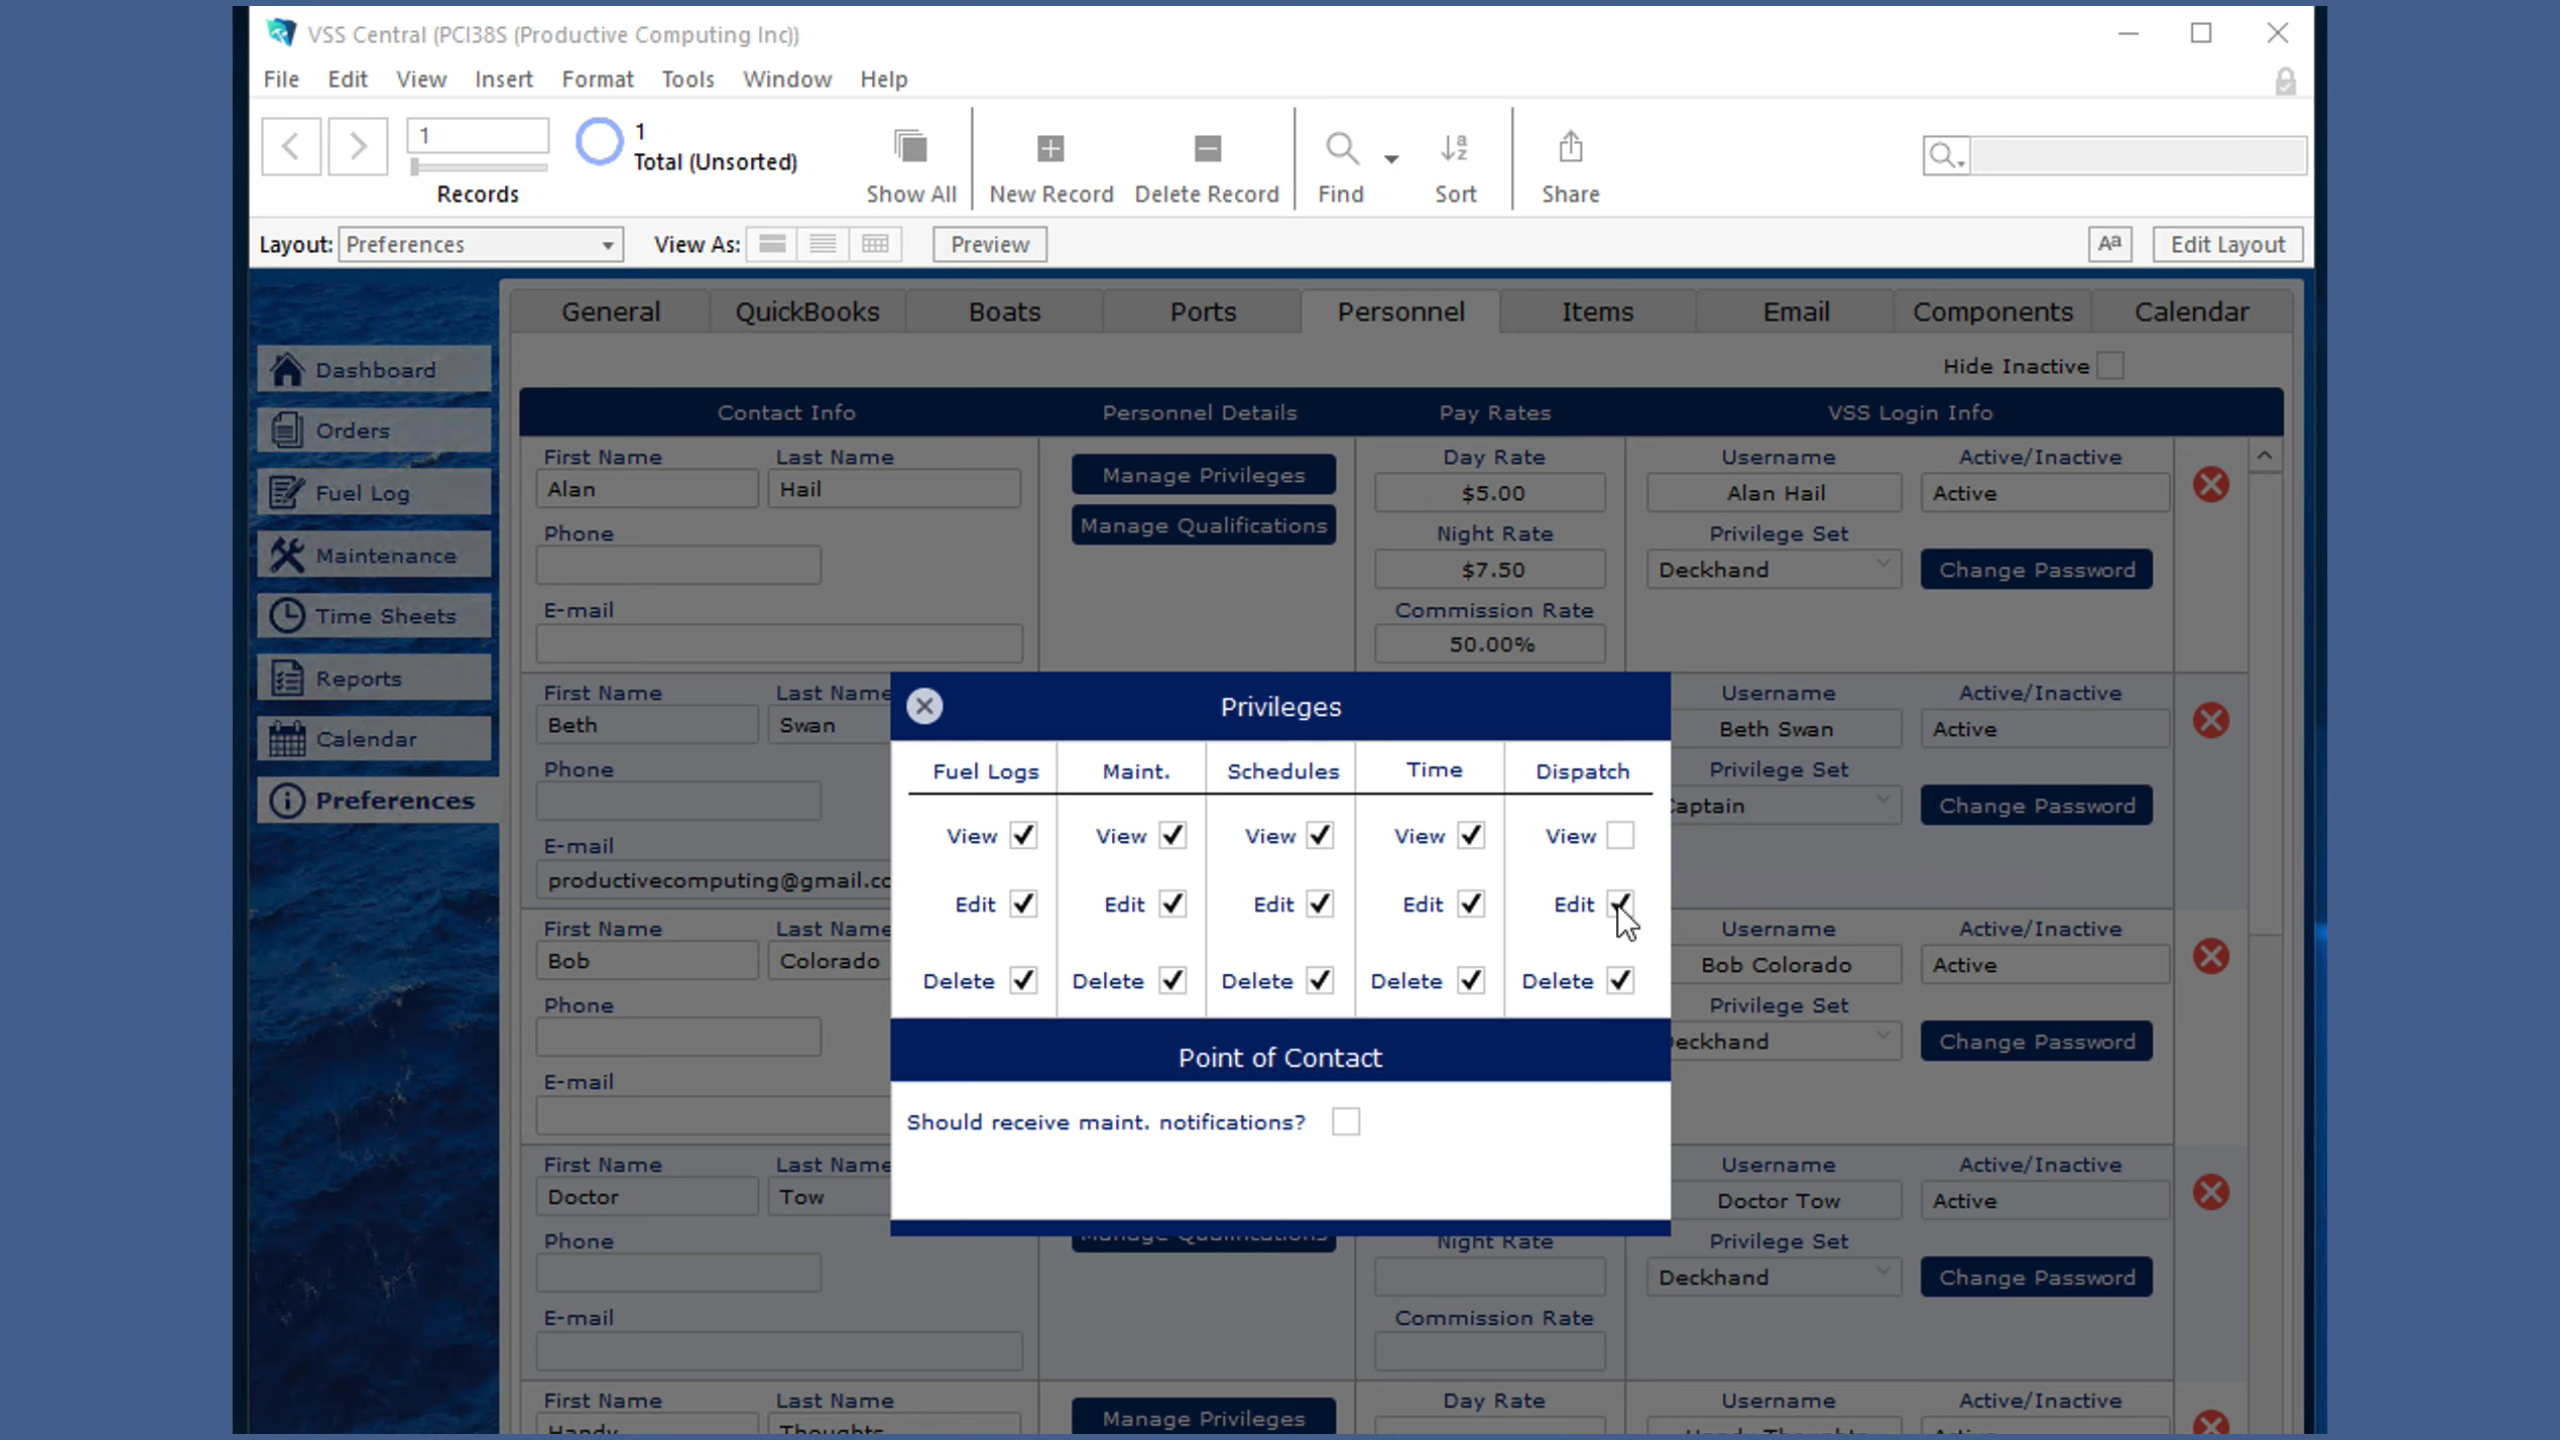 VSS Central (PCI38S (Productive Computing Inc))
File Edit View Insert Format Tools Window Help
1
1
Total (Unsorted)
Records
Show All New Record Delete Record Find Sort Share
Layout: Preferences View As: Preview Aa Edit Layout
General QuickBooks Boats Ports Personnel Items Email Components Calendar
Hide Inactive
Dashboard
Orders
Fuel Log
Maintenance
Time Sheets
Reports
Calendar
Preferences
Contact Info Personnel Details Pay Rates VSS Login Info
First Name Last Name Day Rate Username Active/Inactive
Alan Hail Manage Privileges $5.00 Alan Hail Active
Manage Qualifications
Phone Night Rate Privilege Set
$7.50 Deckhand Change Password
E-mail Commission Rate
50.00%
First Name Last Name Username Active/Inactive
Beth Swan Beth Swan Active
Phone Privilege Set
Captain Change Password
E-mail
productivecomputing@gmail.co
First Name Last Name Username Active/Inactive
Bob Colorado Bob Colorado Active
Phone Privilege Set
Deckhand Change Password
E-mail
First Name Last Name Username Active/Inactive
Doctor Tow Doctor Tow Active
Phone Manage Qualifications Night Rate Privilege Set
Deckhand Change Password
E-mail Commission Rate
First Name Last Name Manage Privileges Day Rate Username Active/Inactive
Handy Thoughts Handy Thoughts Active
Privileges
Fuel Logs Maint. Schedules Time Dispatch
View View View View View
Edit Edit Edit Edit Edit
Delete Delete Delete Delete Delete
Point of Contact
Should receive maint. notifications?